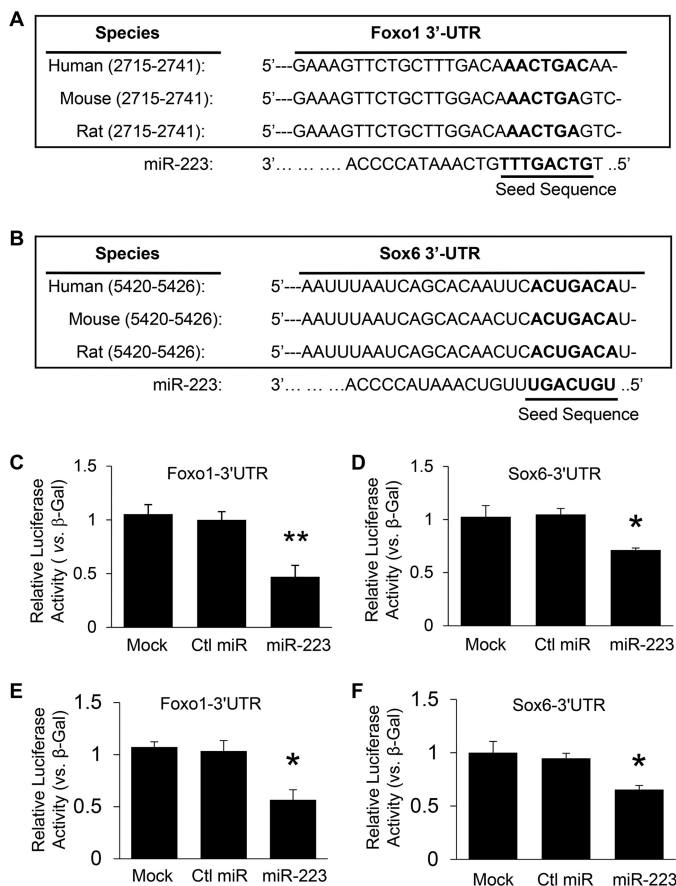 A
Species Foxo1 3’-UTR
Human (2715-2741): 5’---GAAAGTTCTGCTTTGACAAACTGACAA-
Mouse (2715-2741): 5’---GAAAGTTCTGCTTGGACAAACTGAGTC-
Rat (2715-2741): 5’---GAAAGTTCTGCTTGGACAAACTGAGTC-
miR-223: 3’… … …. ACCCCATAAACTGTTTGACTGT ..5’
Seed Sequence
B
Species Sox6 3’-UTR
Human (5420-5426): 5’---AAUUUAAUCAGCACAAUUCACUGACAU-
Mouse (5420-5426): 5’---AAUUUAAUCAGCACAACUCACUGACAU-
Rat (5420-5426): 5’---AAUUUAAUCAGCACAACUCACUGACAU-
miR-223: 3’… … …ACCCCAUAAACUGUUUGACUGU ..5’
Seed Sequence
C
Foxo1-3'UTR
Relative Luciferase
Activity ( vs. β-Gal)
1.5
1
0.5
0
**
Mock Ctl miR miR-223
D
Sox6-3'UTR
Relative Luciferase
Activity (vs. β-Gal)
1.5
1
0.5
0
*
Mock Ctl miR miR-223
E
Foxo1-3'UTR
Relative Luciferase
Activity (vs. β-Gal)
1.5
1
0.5
0
*
Mock Ctl miR miR-223
F
Sox6-3'UTR
Relative Luciferase
Activity (vs. β-Gal)
1.5
1
0.5
0
*
Mock Ctl miR miR-223